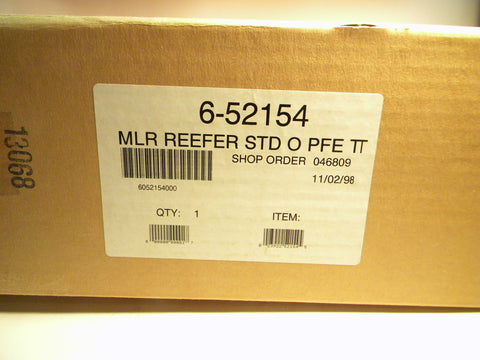 6-52154
MLR REEFER STD O PFE TT
SHOP ORDER 046809
11/02/98
6052154000
QTY: 1
ITEM:
13068